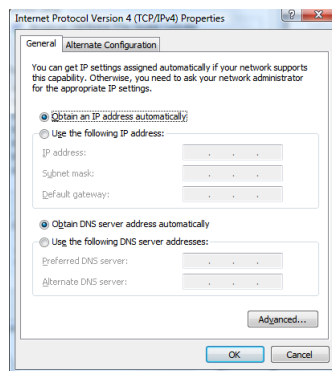 Internet Protocol Version 4 (TCP/IPv4) Properties
General
Alternate Configuration
You can get IP settings assigned automatically if your network supports
this capability. Otherwise, you need to ask your network administrator
for the appropriate IP settings.
Obtain an IP address automatically
Use the following IP address:
IP address:
Subnet mask:
Default gateway:
Obtain DNS server address automatically
Use the following DNS server addresses:
Preferred DNS server:
Alternate DNS server:
Advanced...
OK
Cancel